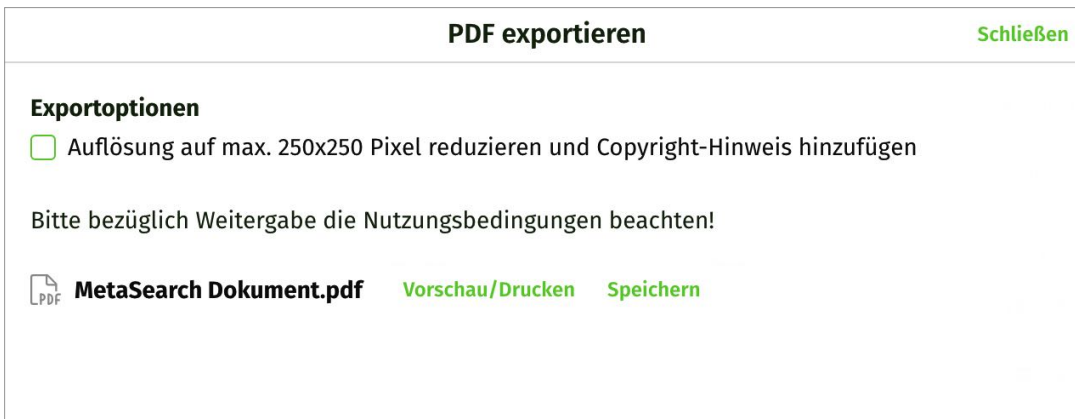 PDF exportieren
Schließen
Exportoptionen
Auflösung auf max. 250x250 Pixel reduzieren und Copyright-Hinweis hinzufügen
Bitte bezüglich Weitergabe die Nutzungsbedingungen beachten!
PDF MetaSearch Dokument.pdf Vorschau/Drucken Speichern